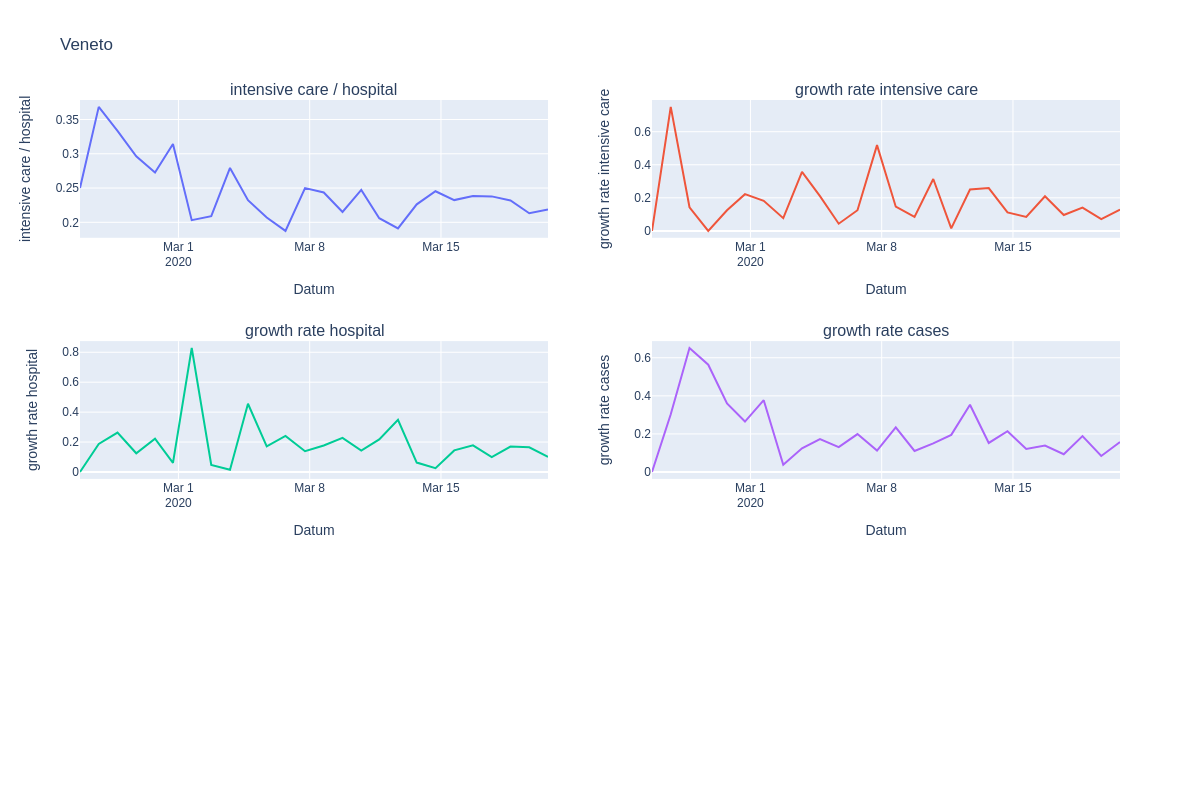 Veneto
intensive care / hospital
intensive care / hospital
0.35
0.3
0.25
0.2
Mar 1
2020
Mar 8
Mar 15
Datum
growth rate intensive care
growth rate intensive care
0.6
0.4
0.2
0
Mar 1
2020
Mar 8
Mar 15
Datum
growth rate hospital
growth rate hospital
0.8
0.6
0.4
0.2
0
Mar 1
2020
Mar 8
Mar 15
Datum
growth rate cases
growth rate cases
0.6
0.4
0.2
0
Mar 1
2020
Mar 8
Mar 15
Datum